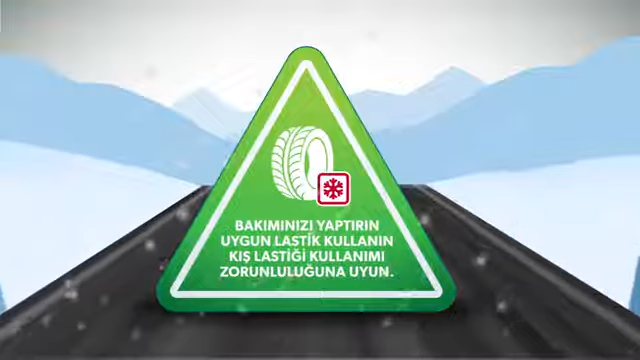 BAKIMINIZI YAPTIRIN
UYGUN LASTİK KULLANIN
KIŞ LASTİĞİ KULLANIMI
ZORUNLULUĞUNA UYUN.